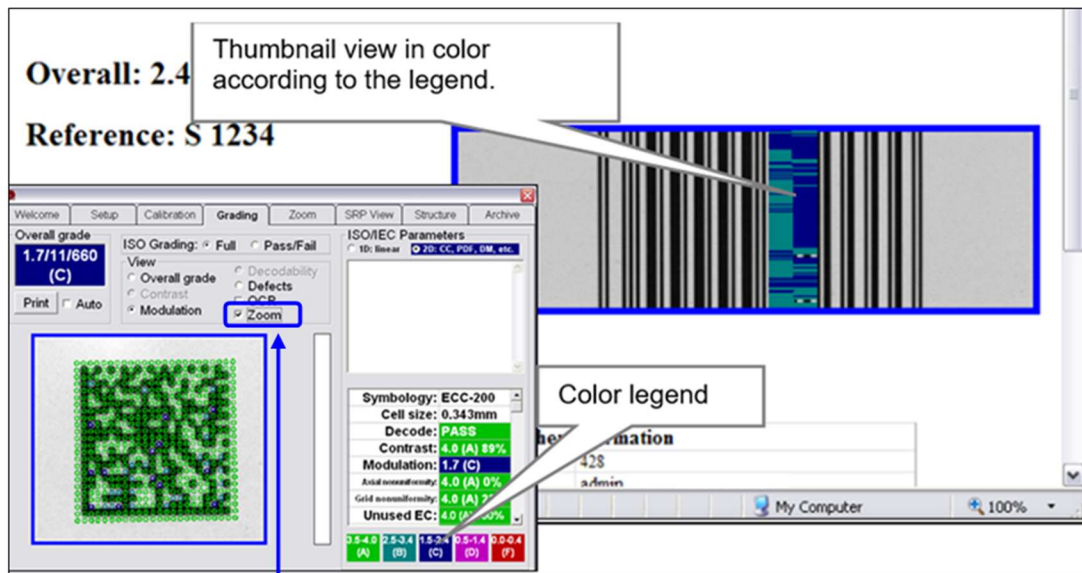 Thumbnail view in color
according to the legend.
Overall: 2.4
Reference: S 1234
Welcome Setup Calibration Grading Zoom SRP View Structure Archive
Overall grade
1.7/11/660
(C)
Print Auto
ISO Grading: Full Pass/Fail
View
Overall grade Decodability
Contrast Defects
Modulation OCR
Zoom
ISO/IEC Parameters
1D: linear 2D: CC, PDF, DM, etc.
Symbology: ECC-200
Cell size: 0.343mm
Decode: PASS
Contrast: 4.0 (A) 89%
Modulation: 1.7 (C)
Axial nonuniformity: 4.0 (A) 0%
Grid nonuniformity: 4.0 (A)
Unused EC: 4.0
3.5-4.0 2.5-3.4 1.5-2.4 0.5-1.4 0.0-0.4
(A) (B) (C) (D) (F)
Color legend
428
admin
My Computer 100%